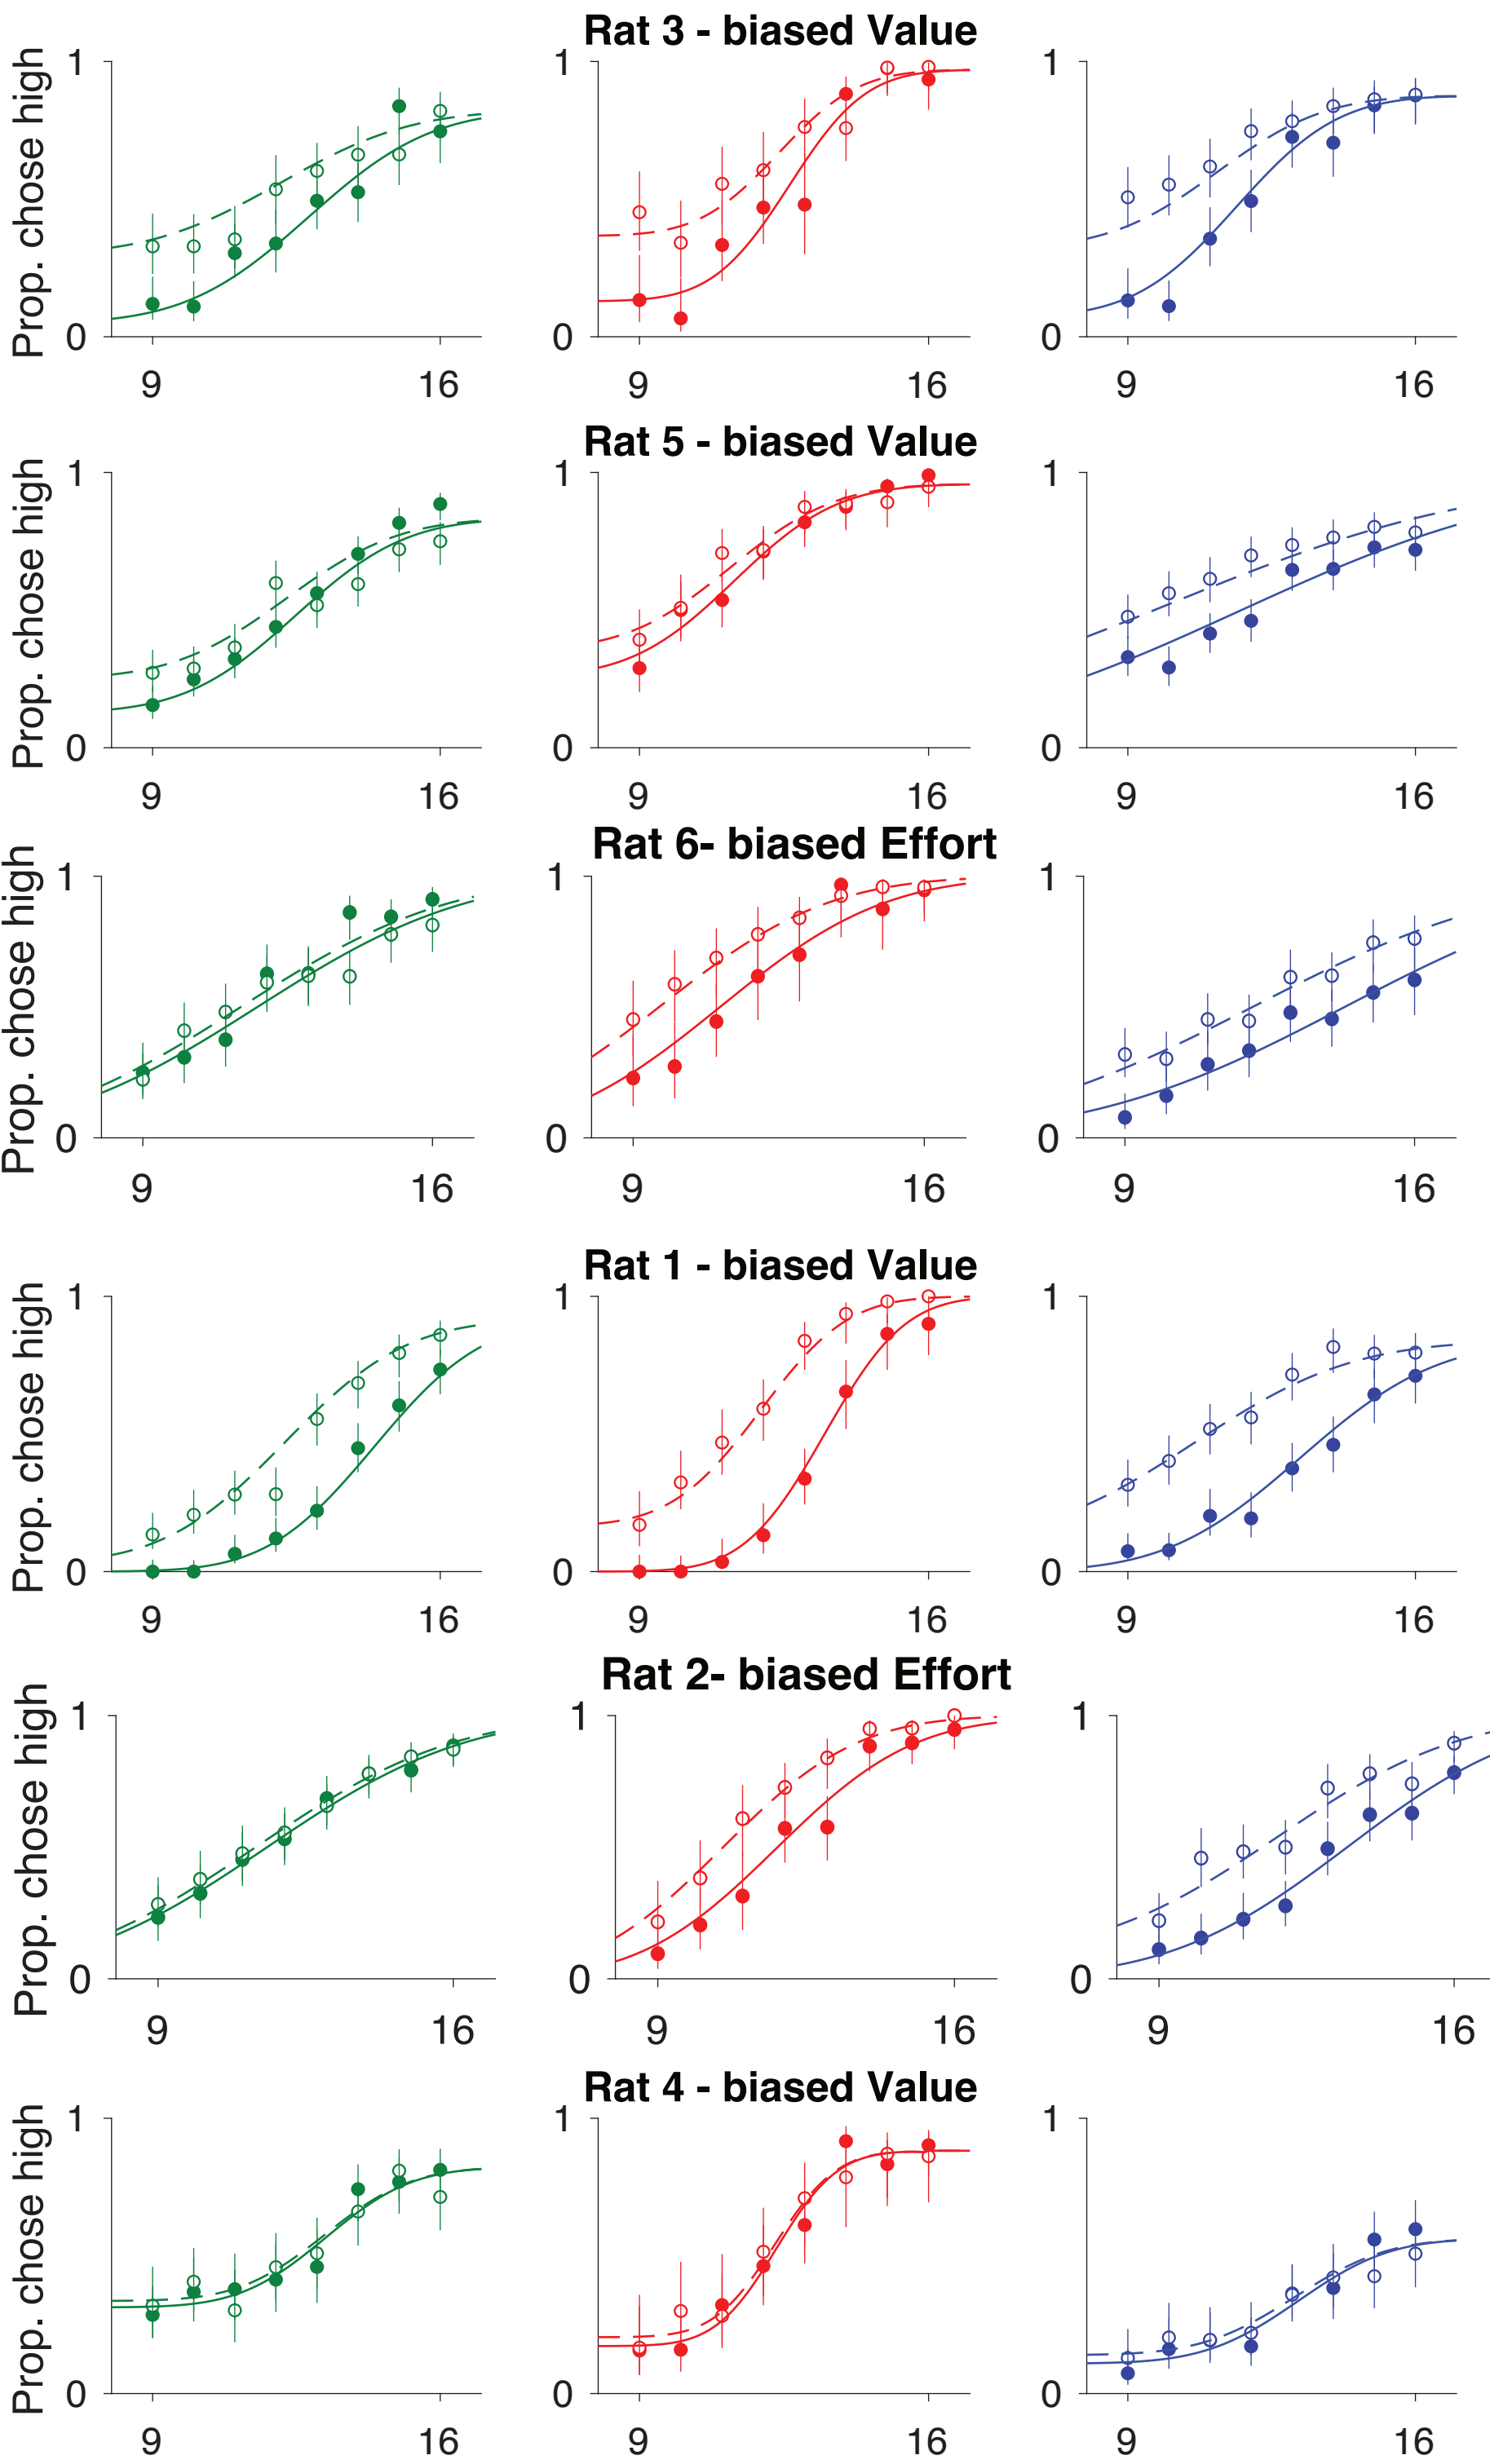 Rat 3 - biased Value
Prop. chose high
1 1 1
0 0 0
9 16 9 16 9 16
Rat 5 - biased Value
Prop. chose high
1 1 1
0 0 0
9 16 9 16 9 16
Rat 6- biased Effort
Prop. chose high
1 1 1
0 0 0
9 16 9 16 9 16
Rat 1 - biased Value
Prop. chose high
1 1 1
0 0 0
9 16 9 16 9 16
Rat 2- biased Effort
Prop. chose high
1 1 1
0 0 0
9 16 9 16 9 16
Rat 4 - biased Value
Prop. chose high
1 1 1
0 0 0
9 16 9 16 9 16